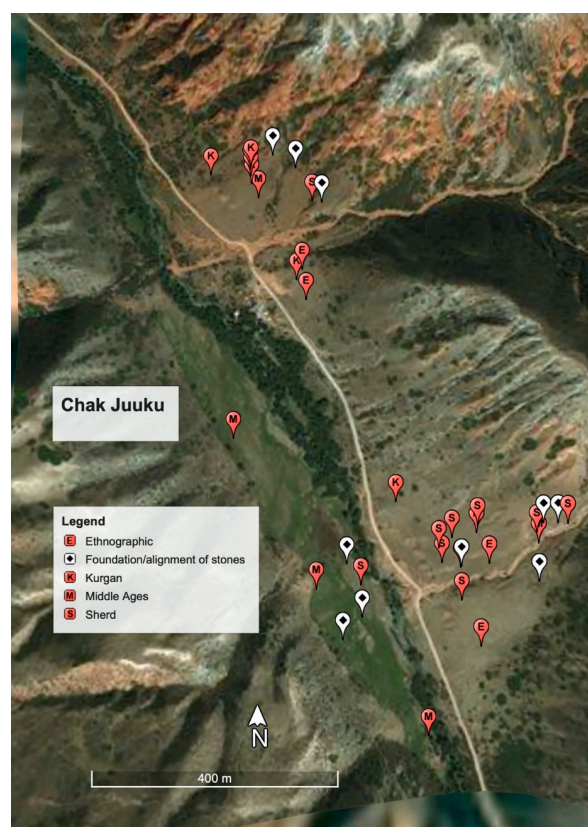 K
K
M
S
E
K
E
Chak Juuku
M
K
S
S
S
S
S
S
E
Legend
E Ethnographic
Foundation/alignment of stones
K Kurgan
M Middle Ages
S Sherd
M
S
S
E
M
N
400 m